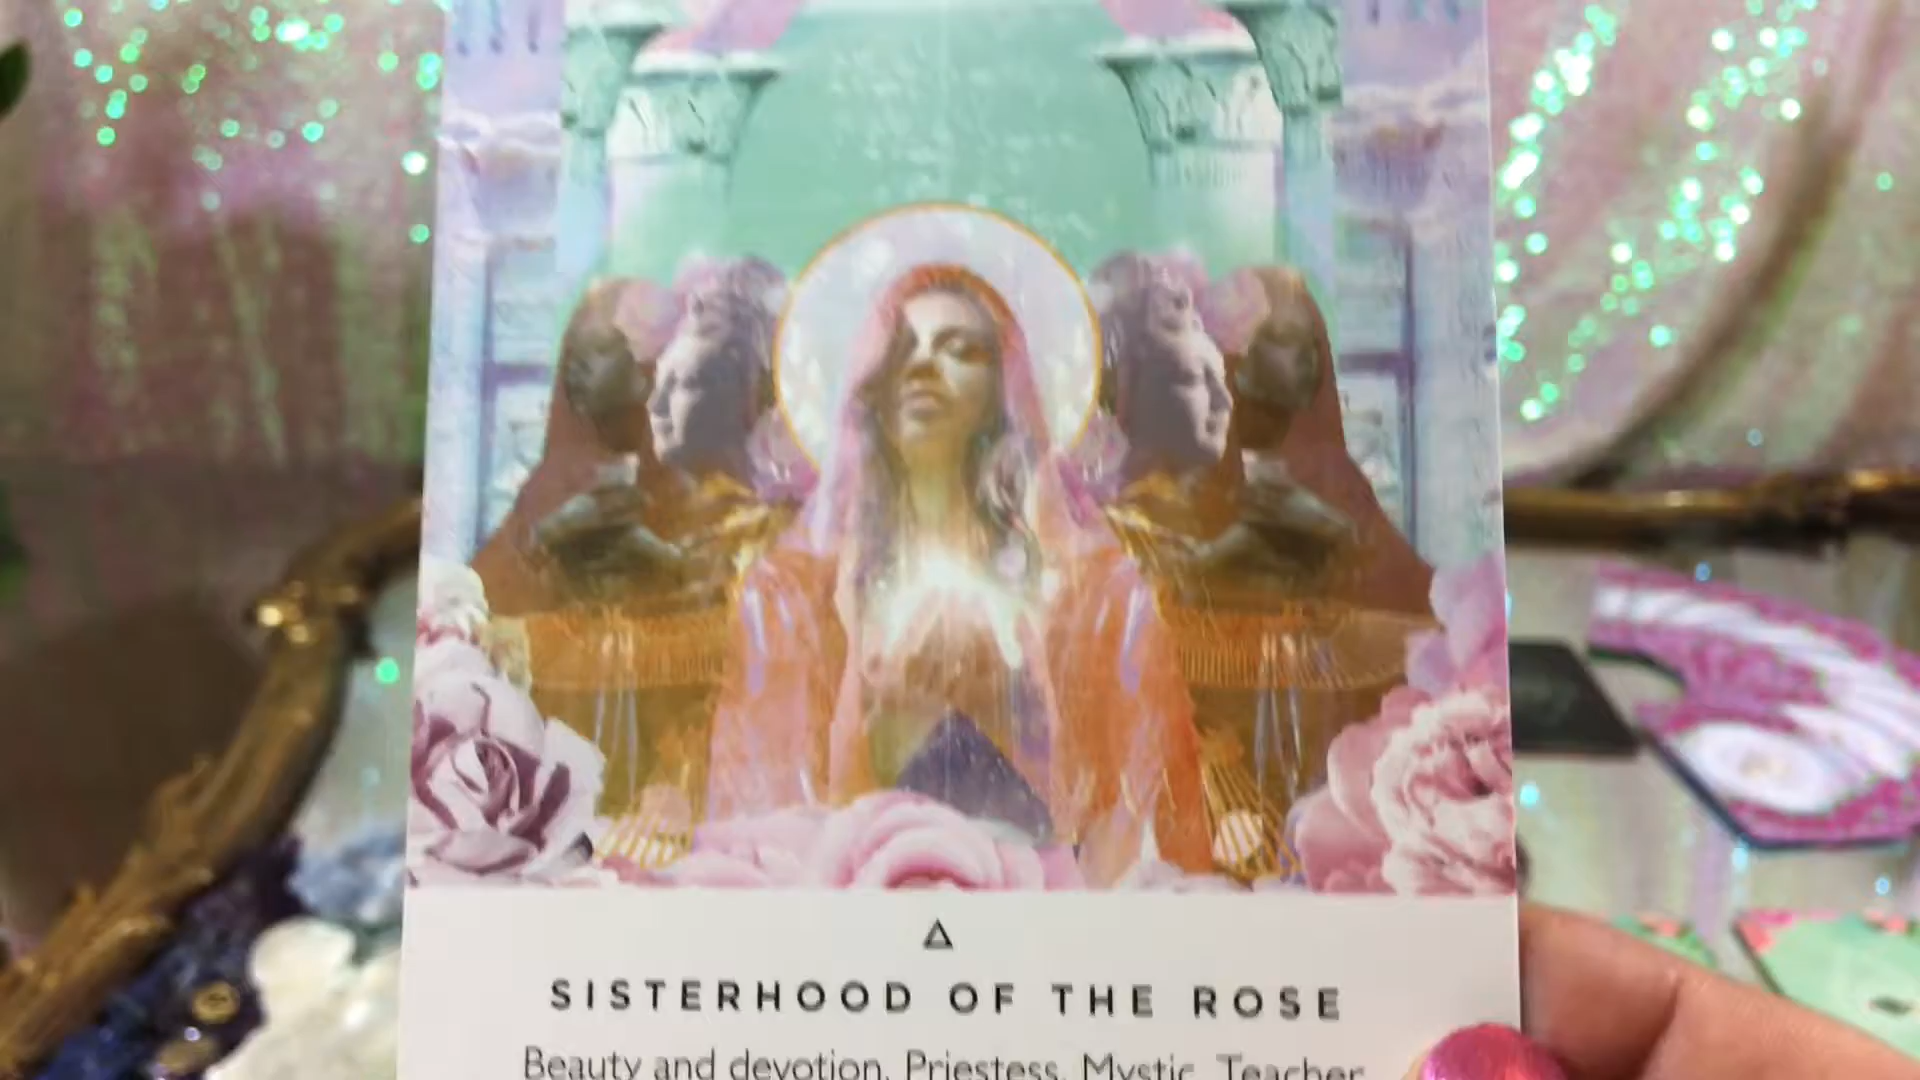 SISTERHOOD OF THE ROSE
Beauty and devotion. Priestess. Mystic. Teacher